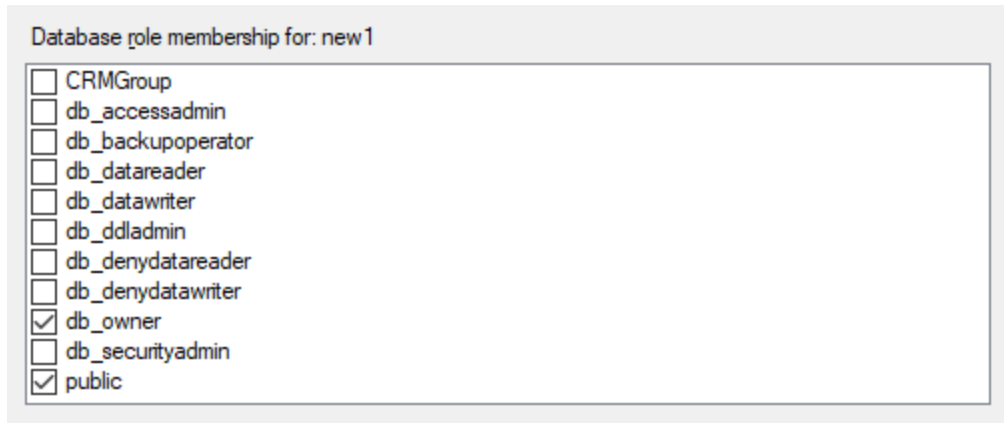 Database role membership for: new1
CRMGroup
db_accessadmin
db_backupoperator
db_datareader
db_datawriter
db_ddladmin
db_denydatareader
db_denydatawriter
db_owner
db_securityadmin
public